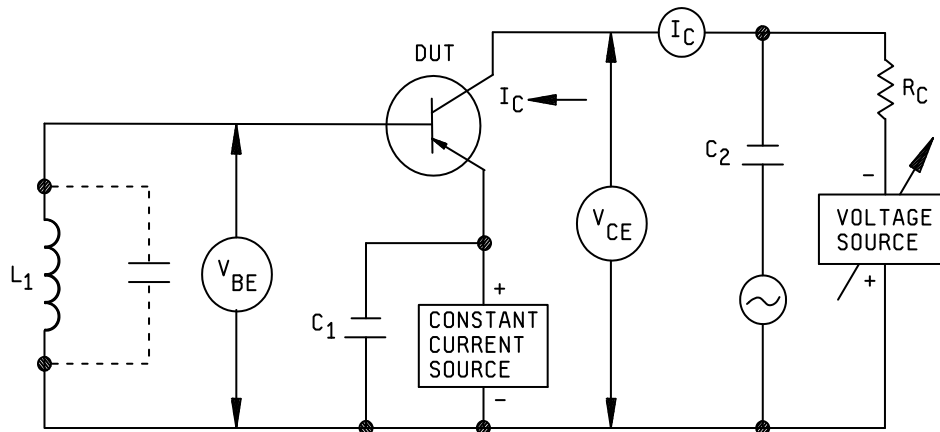 DUT
I_C
I_C
R_C
C_2
V_CE
V_BE
L_1
C_1
-
VOLTAGE
SOURCE
+
+
CONSTANT
CURRENT
SOURCE
-